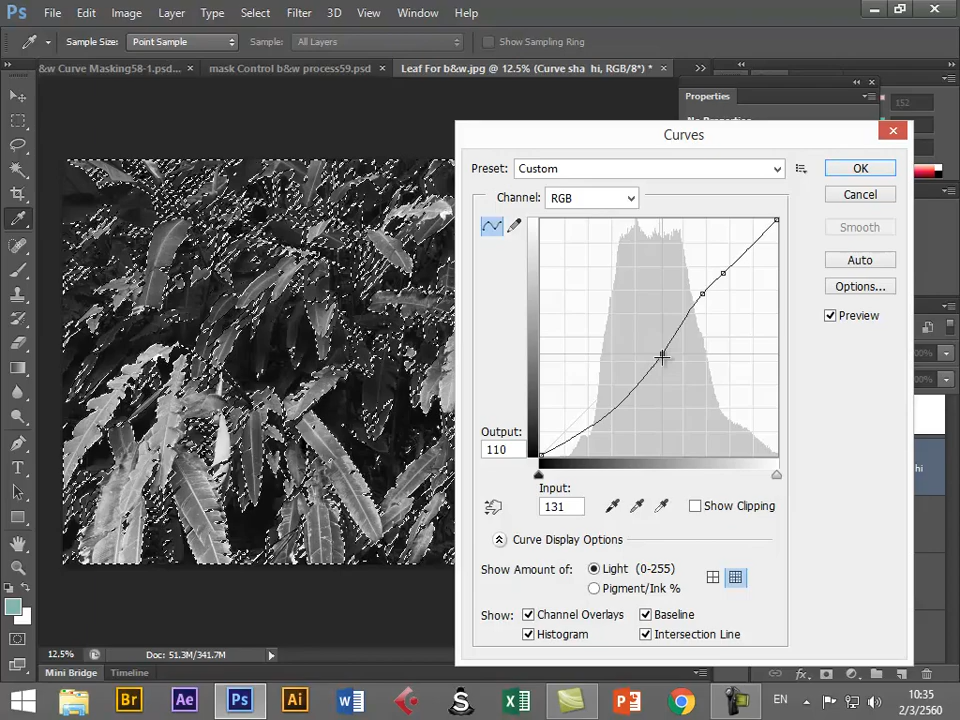 Ps File Edit Image Layer Type Select Filter 3D View Window Help
Sample Size: Point Sample Sample: All Layers Show Sampling Ring
&w Curve Masking58-1.psd... × mask Control b&w process59.psd × Leaf For b&w.jpg @ 12.5% (Curve sha hi, RGB/8*) * ×
Properties
152
Curves
Preset: Custom
OK
Channel: RGB
Cancel
Smooth
Auto
Options...
Preview
Output:
110
hi
Input:
131
Show Clipping
Curve Display Options
Show Amount of: Light (0-255)
Pigment/Ink %
Show: Channel Overlays Baseline
Histogram Intersection Line
12.5% Doc: 51.3M/341.7M
Mini Bridge Timeline
fx
Br Ae Ps Ai W S X P EN
10:35
2/3/2560